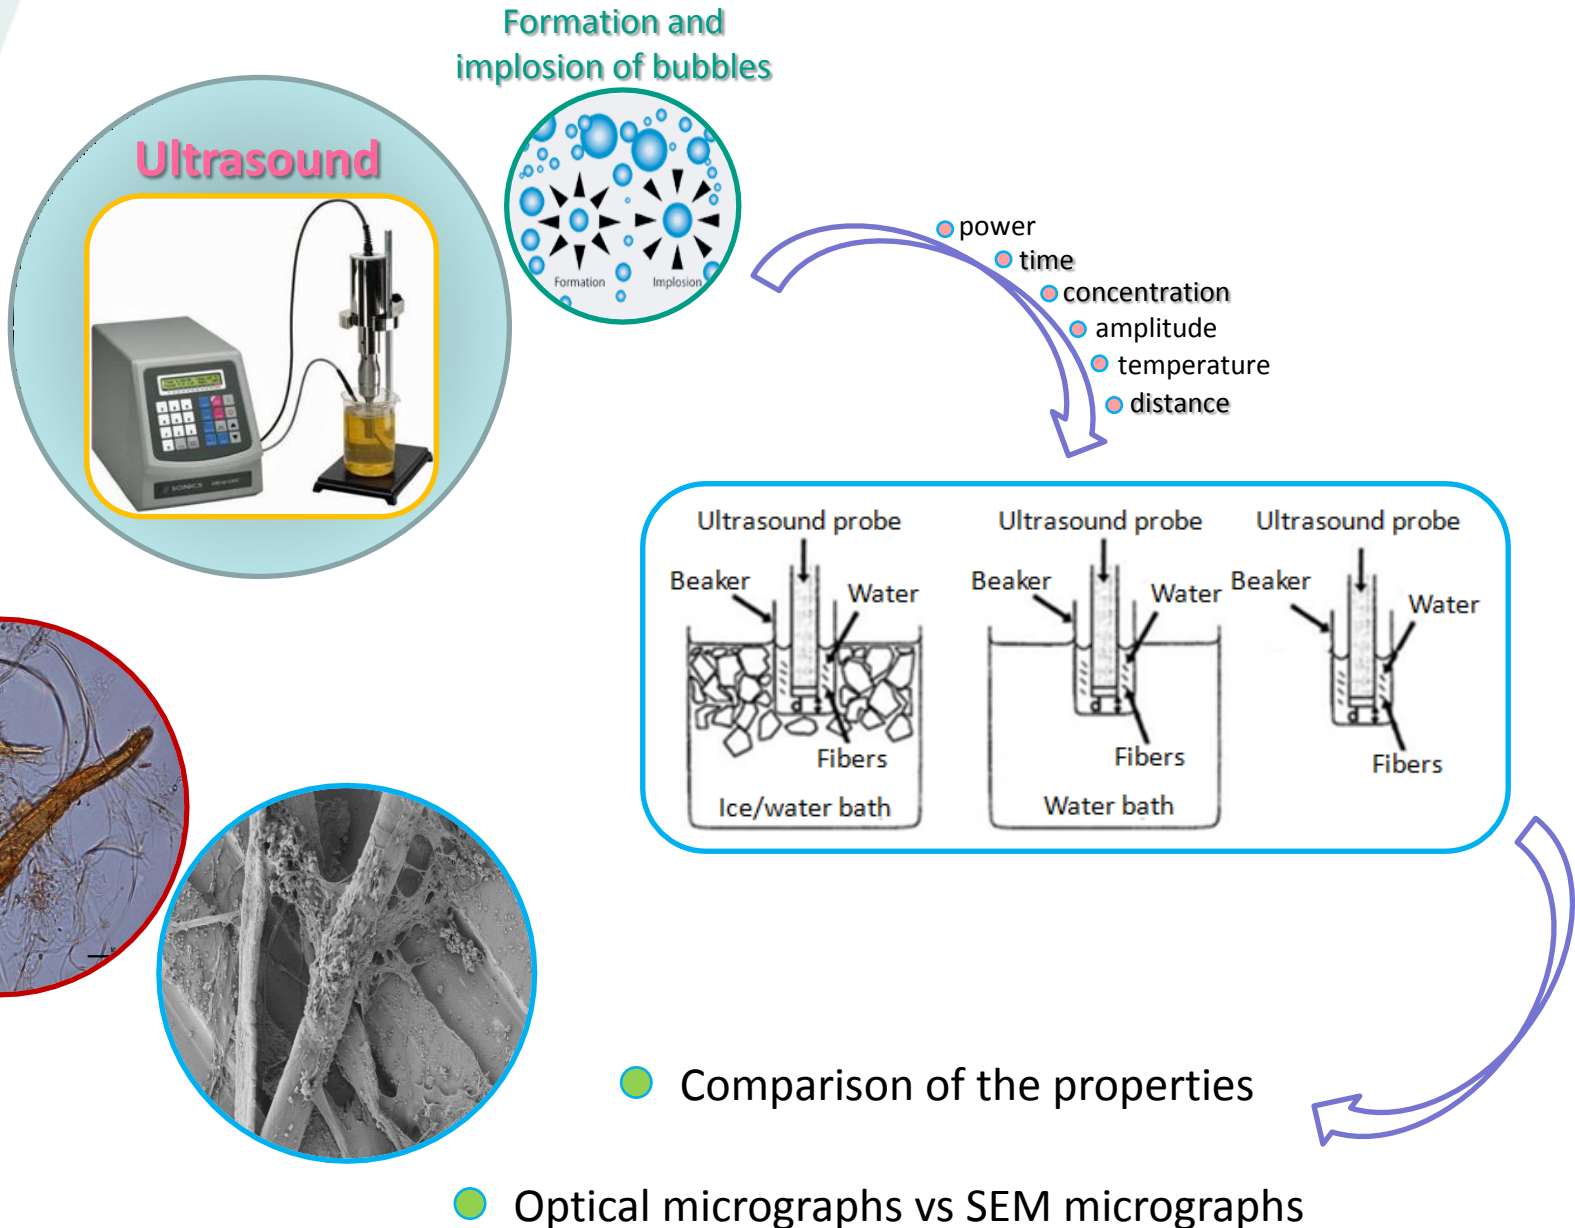 Formation and
implosion of bubbles
Ultrasound
Formation
Implosion
SONICS
power
time
concentration
amplitude
temperature
distance
Ultrasound probe
Beaker
Water
d
Fibers
Ice/water bath
Ultrasound probe
Beaker
Water
d
Fibers
Water bath
Ultrasound probe
Beaker
Water
d
Fibers
Comparison of the properties
Optical micrographs vs SEM micrographs